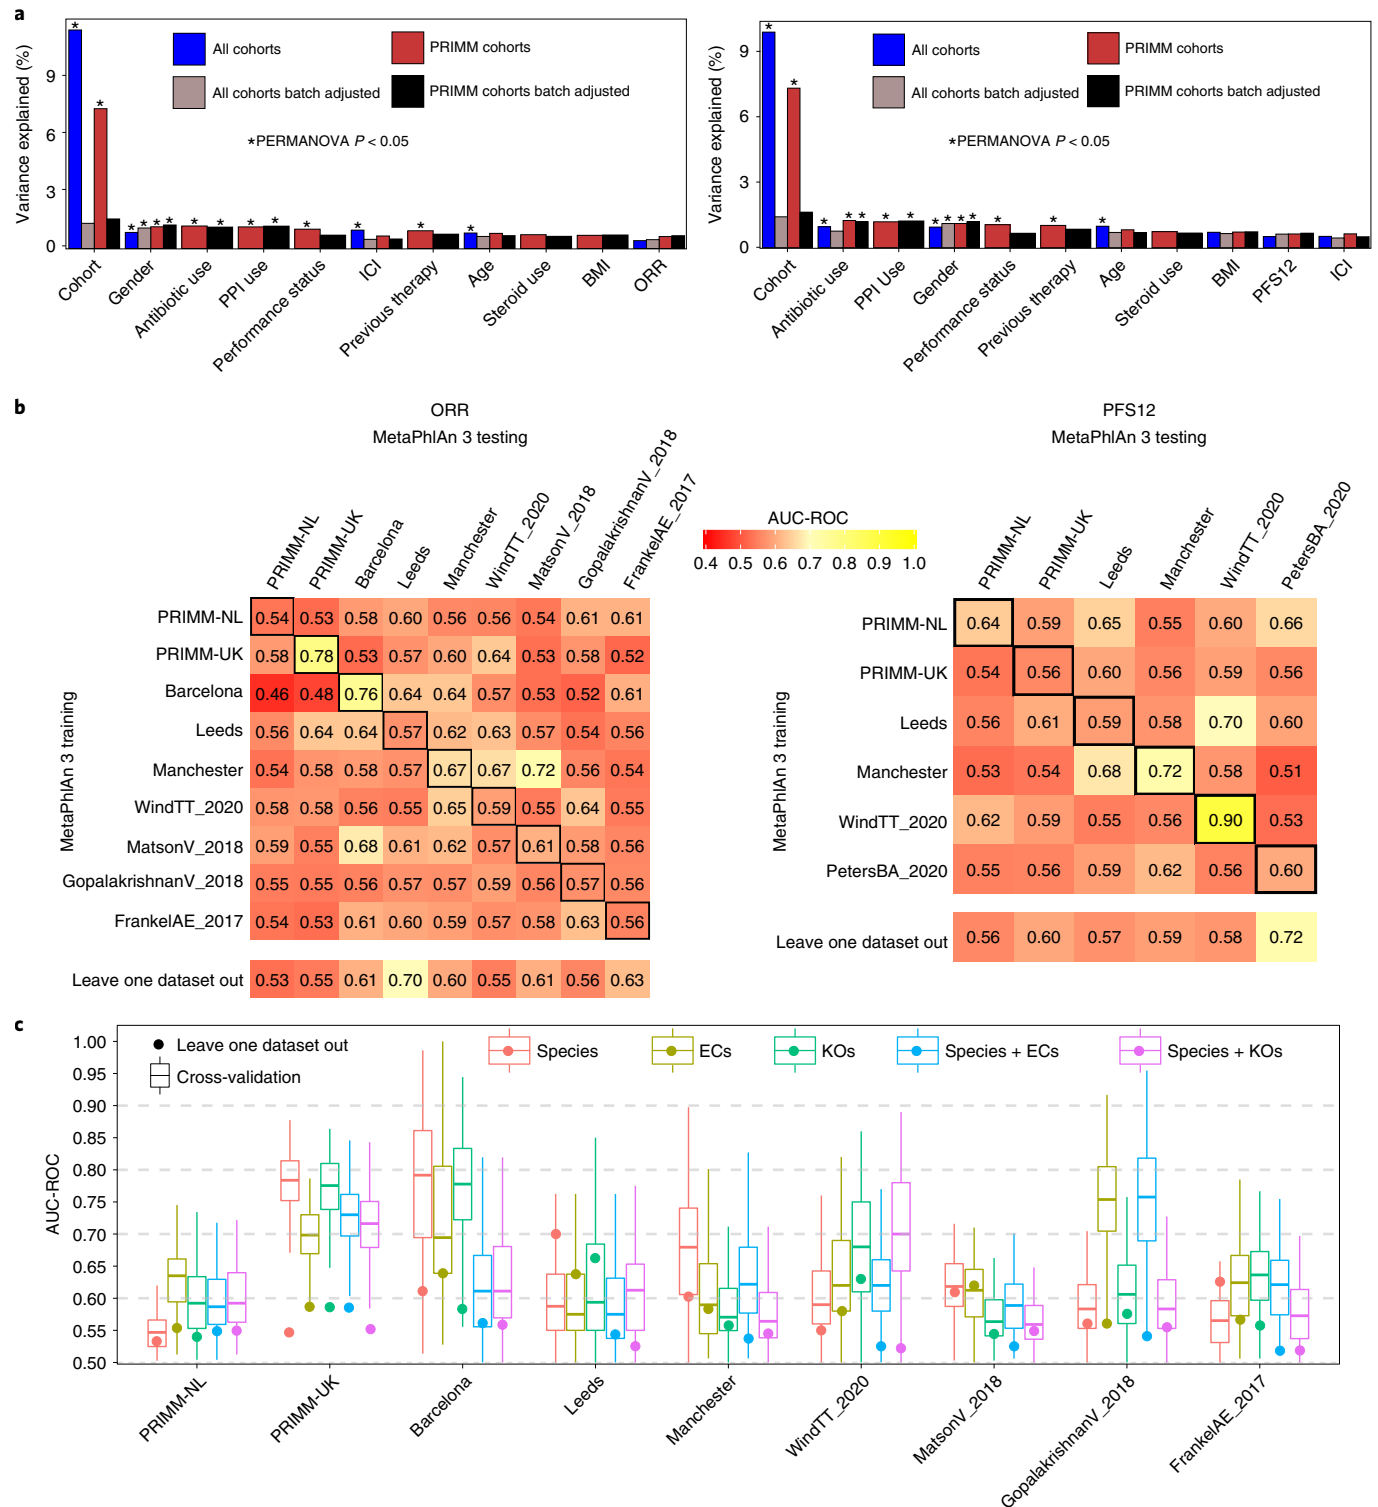 a
Variance explained (%)
9
6
3
0
All cohorts
PRIMM cohorts
All cohorts batch adjusted
PRIMM cohorts batch adjusted
*PERMANOVA P < 0.05
Cohort
Gender
Antibiotic use
PPI use
Performance status
ICI
Previous therapy
Age
Steroid use
BMI
ORR
Variance explained (%)
9
6
3
0
All cohorts
PRIMM cohorts
All cohorts batch adjusted
PRIMM cohorts batch adjusted
*PERMANOVA P < 0.05
Cohort
Antibiotic use
PPI Use
Gender
Performance status
Previous therapy
Age
Steroid use
BMI
PFS12
ICI
b
ORR
MetaPhlAn 3 testing
PRIMM-NL
PRIMM-UK
Barcelona
Leeds
Manchester
WindTT_2020
MatsonV_2018
GopalakrishnanV_2018
FrankelAE_2017
MetaPhlAn 3 training
PRIMM-NL 0.54 0.53 0.58 0.60 0.56 0.56 0.54 0.61 0.61
PRIMM-UK 0.58 0.78 0.53 0.57 0.60 0.64 0.53 0.58 0.52
Barcelona 0.46 0.48 0.76 0.64 0.64 0.57 0.53 0.52 0.61
Leeds 0.56 0.64 0.64 0.57 0.62 0.63 0.57 0.54 0.56
Manchester 0.54 0.58 0.58 0.57 0.67 0.67 0.72 0.56 0.54
WindTT_2020 0.58 0.58 0.56 0.55 0.65 0.59 0.55 0.64 0.55
MatsonV_2018 0.59 0.55 0.68 0.61 0.62 0.57 0.61 0.58 0.56
GopalakrishnanV_2018 0.55 0.55 0.56 0.57 0.57 0.59 0.56 0.57 0.56
FrankelAE_2017 0.54 0.53 0.61 0.60 0.59 0.57 0.58 0.63 0.56
Leave one dataset out 0.53 0.55 0.61 0.70 0.60 0.55 0.61 0.56 0.63
AUC-ROC
0.4 0.5 0.6 0.7 0.8 0.9 1.0
PFS12
MetaPhlAn 3 testing
PRIMM-NL
PRIMM-UK
Leeds
Manchester
WindTT_2020
PetersBA_2020
MetaPhlAn 3 training
PRIMM-NL 0.64 0.59 0.65 0.55 0.60 0.66
PRIMM-UK 0.54 0.56 0.60 0.56 0.59 0.56
Leeds 0.56 0.61 0.59 0.58 0.70 0.60
Manchester 0.53 0.54 0.68 0.72 0.58 0.51
WindTT_2020 0.62 0.59 0.55 0.56 0.90 0.53
PetersBA_2020 0.55 0.56 0.59 0.62 0.56 0.60
Leave one dataset out 0.56 0.60 0.57 0.59 0.58 0.72
c
AUC-ROC
1.00
0.95
0.90
0.85
0.80
0.75
0.70
0.65
0.60
0.55
0.50
Leave one dataset out
Cross-validation
Species
ECs
KOs
Species + ECs
Species + KOs
PRIMM-NL
PRIMM-UK
Barcelona
Leeds
Manchester
WindTT_2020
MatsonV_2018
GopalakrishnanV_2018
FrankelAE_2017